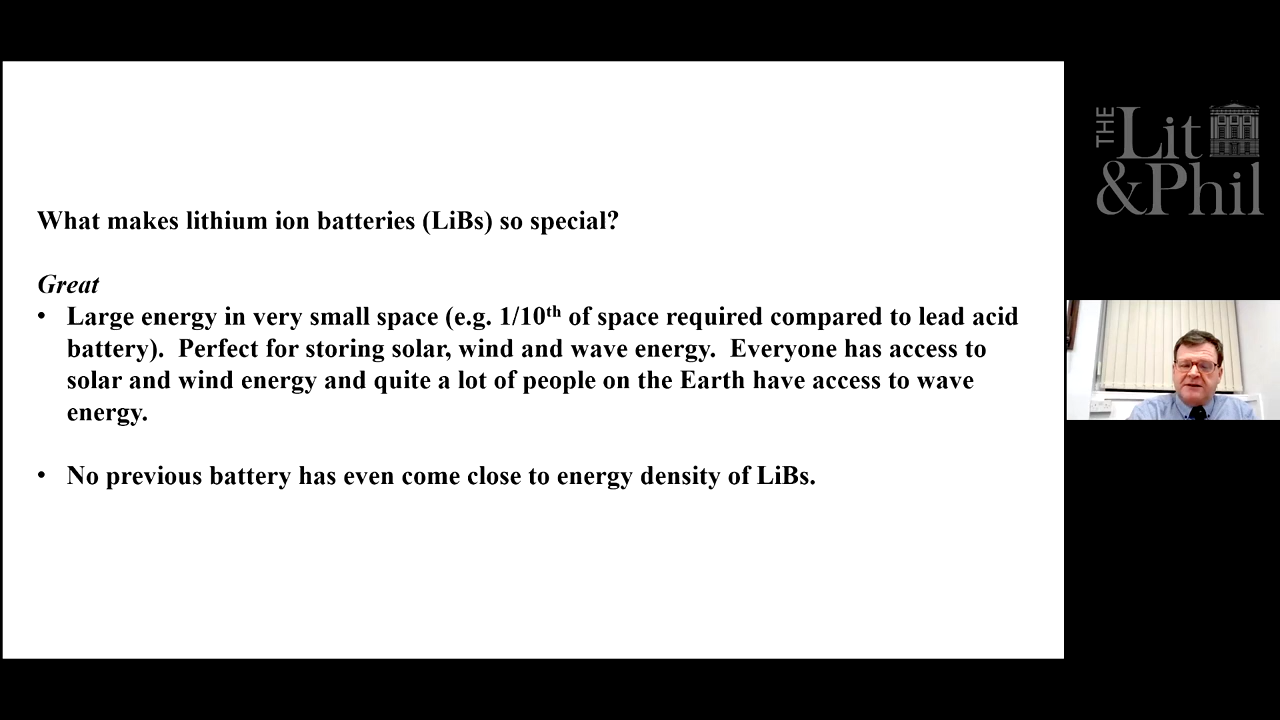 What makes lithium ion batteries (LiBs) so special?
Great
• Large energy in very small space (e.g. 1/10th of space required compared to lead acid
battery). Perfect for storing solar, wind and wave energy. Everyone has access to
solar and wind energy and quite a lot of people on the Earth have access to wave
energy.
• No previous battery has even come close to energy density of LiBs.
THE Lit
&Phil